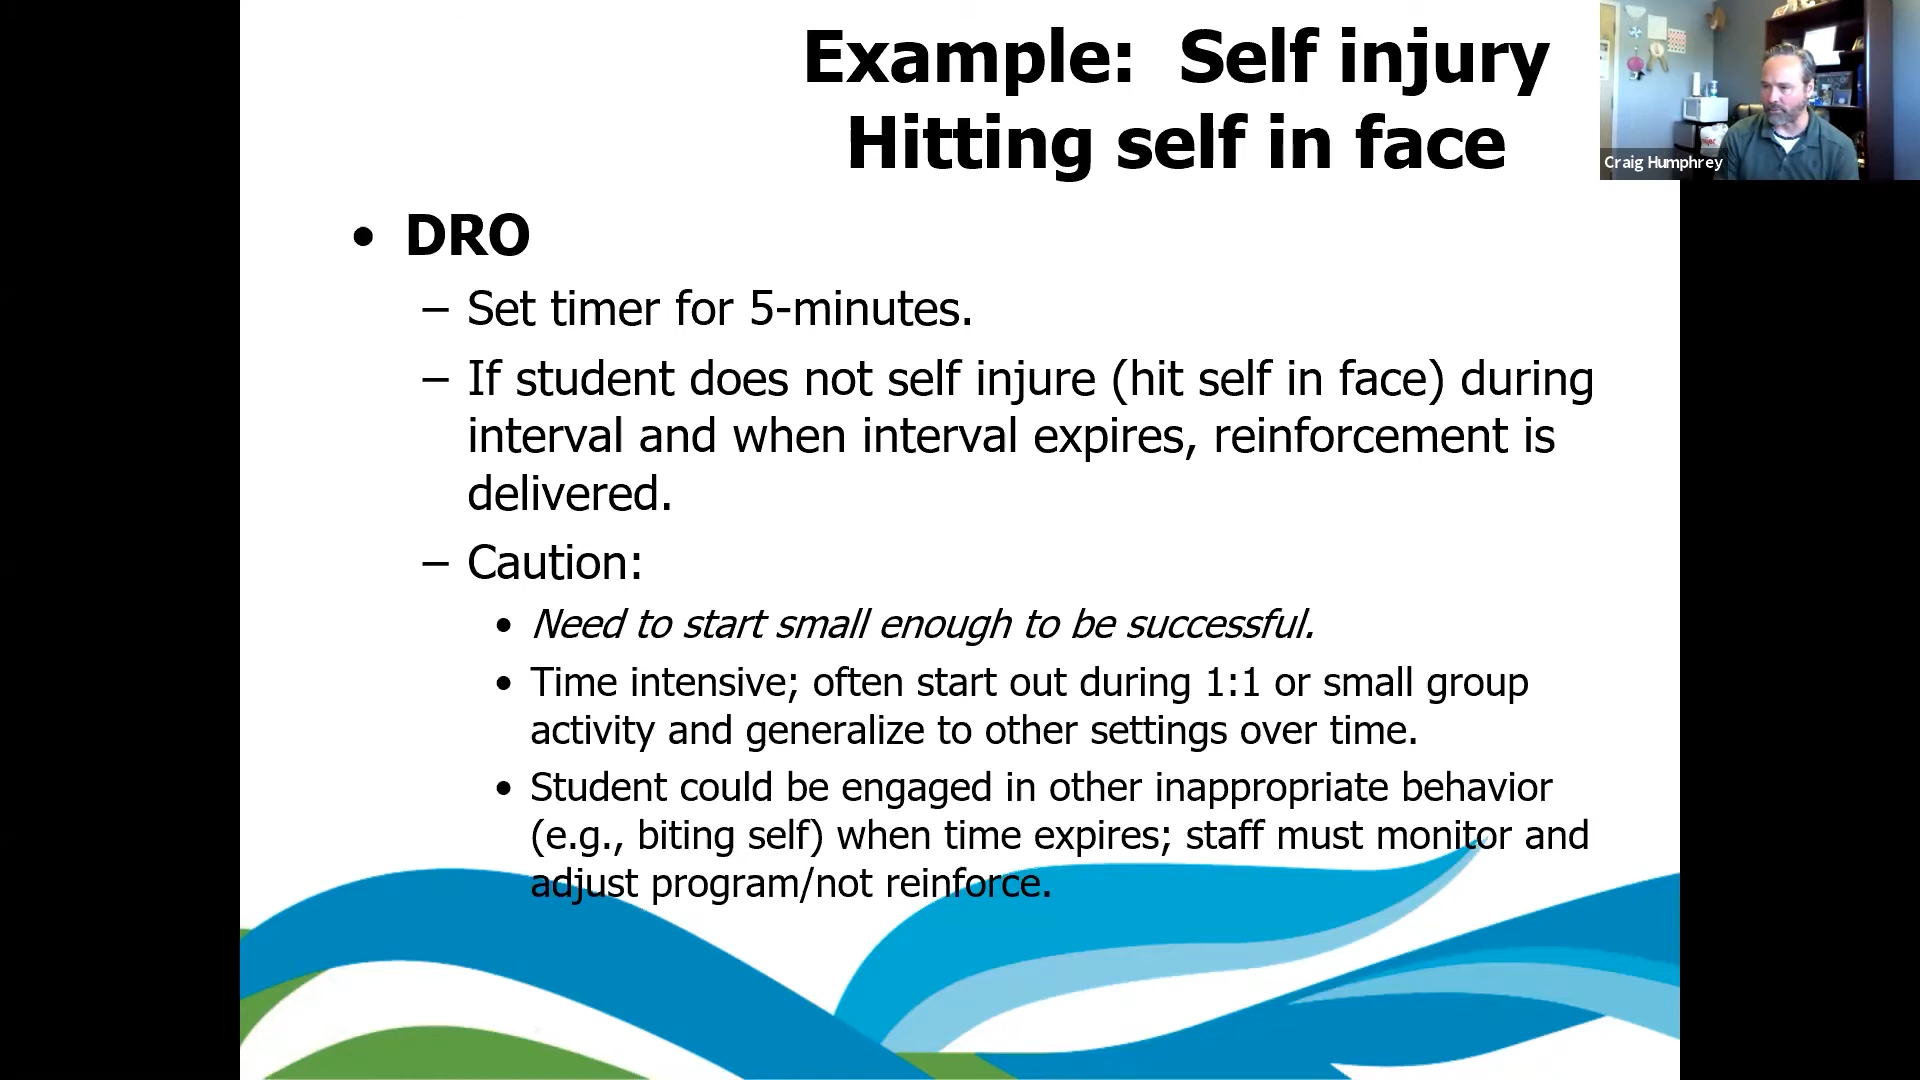 Example:  Self injury
Hitting self in face
Craig Humphrey
• DRO
– Set timer for 5-minutes.
– If student does not self injure (hit self in face) during
interval and when interval expires, reinforcement is
delivered.
– Caution:
• Need to start small enough to be successful.
• Time intensive; often start out during 1:1 or small group
activity and generalize to other settings over time.
• Student could be engaged in other inappropriate behavior
(e.g., biting self) when time expires; staff must monitor and
adjust program/not reinforce.